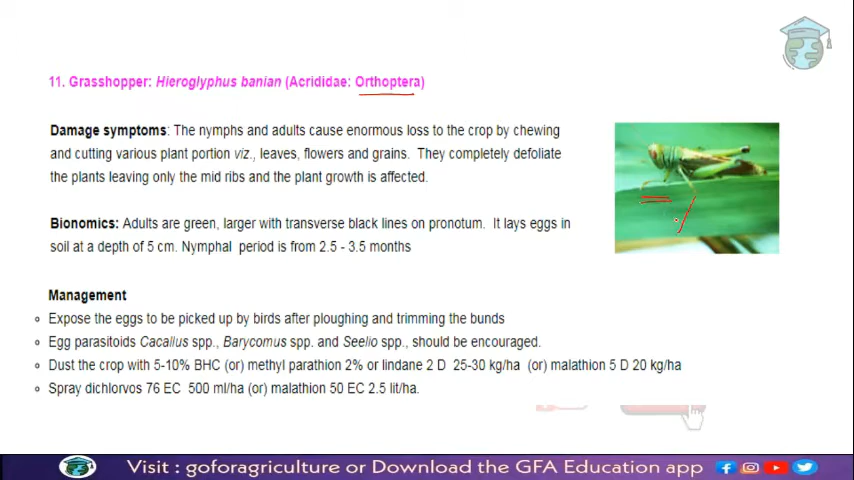 11. Grasshopper: Hieroglyphus banian (Acrididae: Orthoptera)
Damage symptoms: The nymphs and adults cause enormous loss to the crop by chewing
and cutting various plant portion viz., leaves, flowers and grains. They completely defoliate
the plants leaving only the mid ribs and the plant growth is affected.
Bionomics: Adults are green, larger with transverse black lines on pronotum. It lays eggs in
soil at a depth of 5 cm. Nymphal period is from 2.5 - 3.5 months
Management
Expose the eggs to be picked up by birds after ploughing and trimming the bunds
Egg parasitoids Cacallus spp., Barycomus spp. and Seelio spp., should be encouraged.
Dust the crop with 5-10% BHC (or) methyl parathion 2% or lindane 2 D 25-30 kg/ha (or) malathion 5 D 20 kg/ha
Spray dichlorvos 76 EC 500 ml/ha (or) malathion 50 EC 2.5 lit/ha.
Visit : goforagriculture or Download the GFA Education app